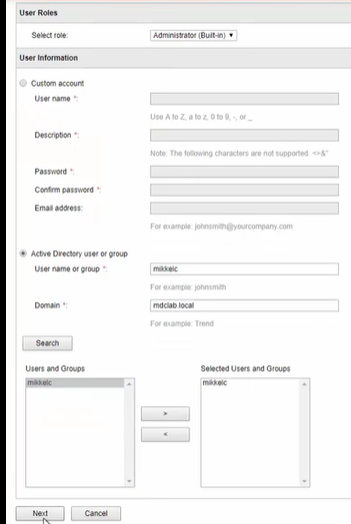 User Roles
Select role: Administrator (Built-in)
User Information
Custom account
User name *:
Use A to Z, a to z, 0 to 9, -, or _
Description *:
Note: The following characters are not supported: <>&"
Password *:
Confirm password *:
Email address:
For example: johnsmith@yourcompany.com
Active Directory user or group
User name or group *: mikkelc
For example: johnsmith
Domain *: mdclab.local
For example: Trend
Search
Users and Groups Selected Users and Groups
mikkelc mikkelc
>
<
Next Cancel